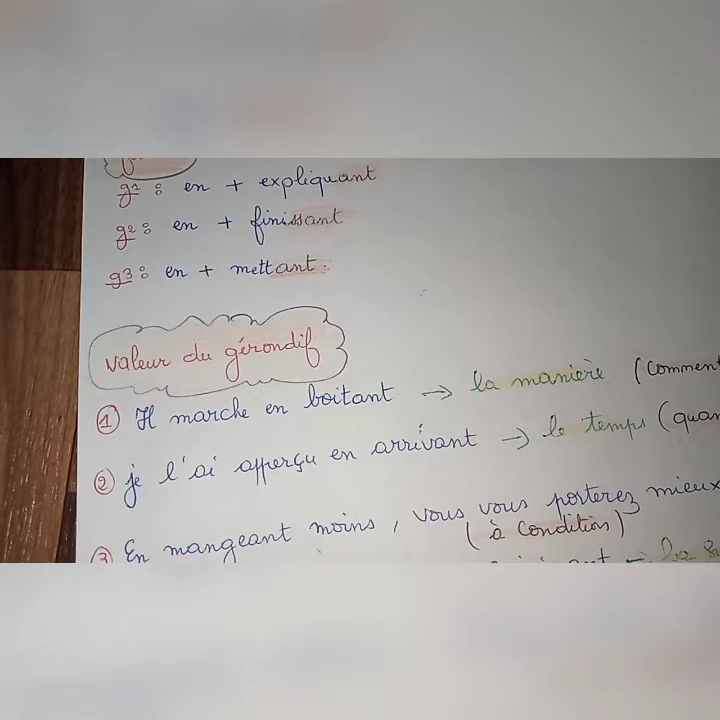 g1 : en + expliquant
g2 : en + finissant
g3 : en + mettant.
valeur du gérondif
① Il marche en boitant → la manière (comment
② je l'ai apperçu en arrivant → le temps (quan
③ En mangeant moins, vous vous porterez mieux
(à condition)